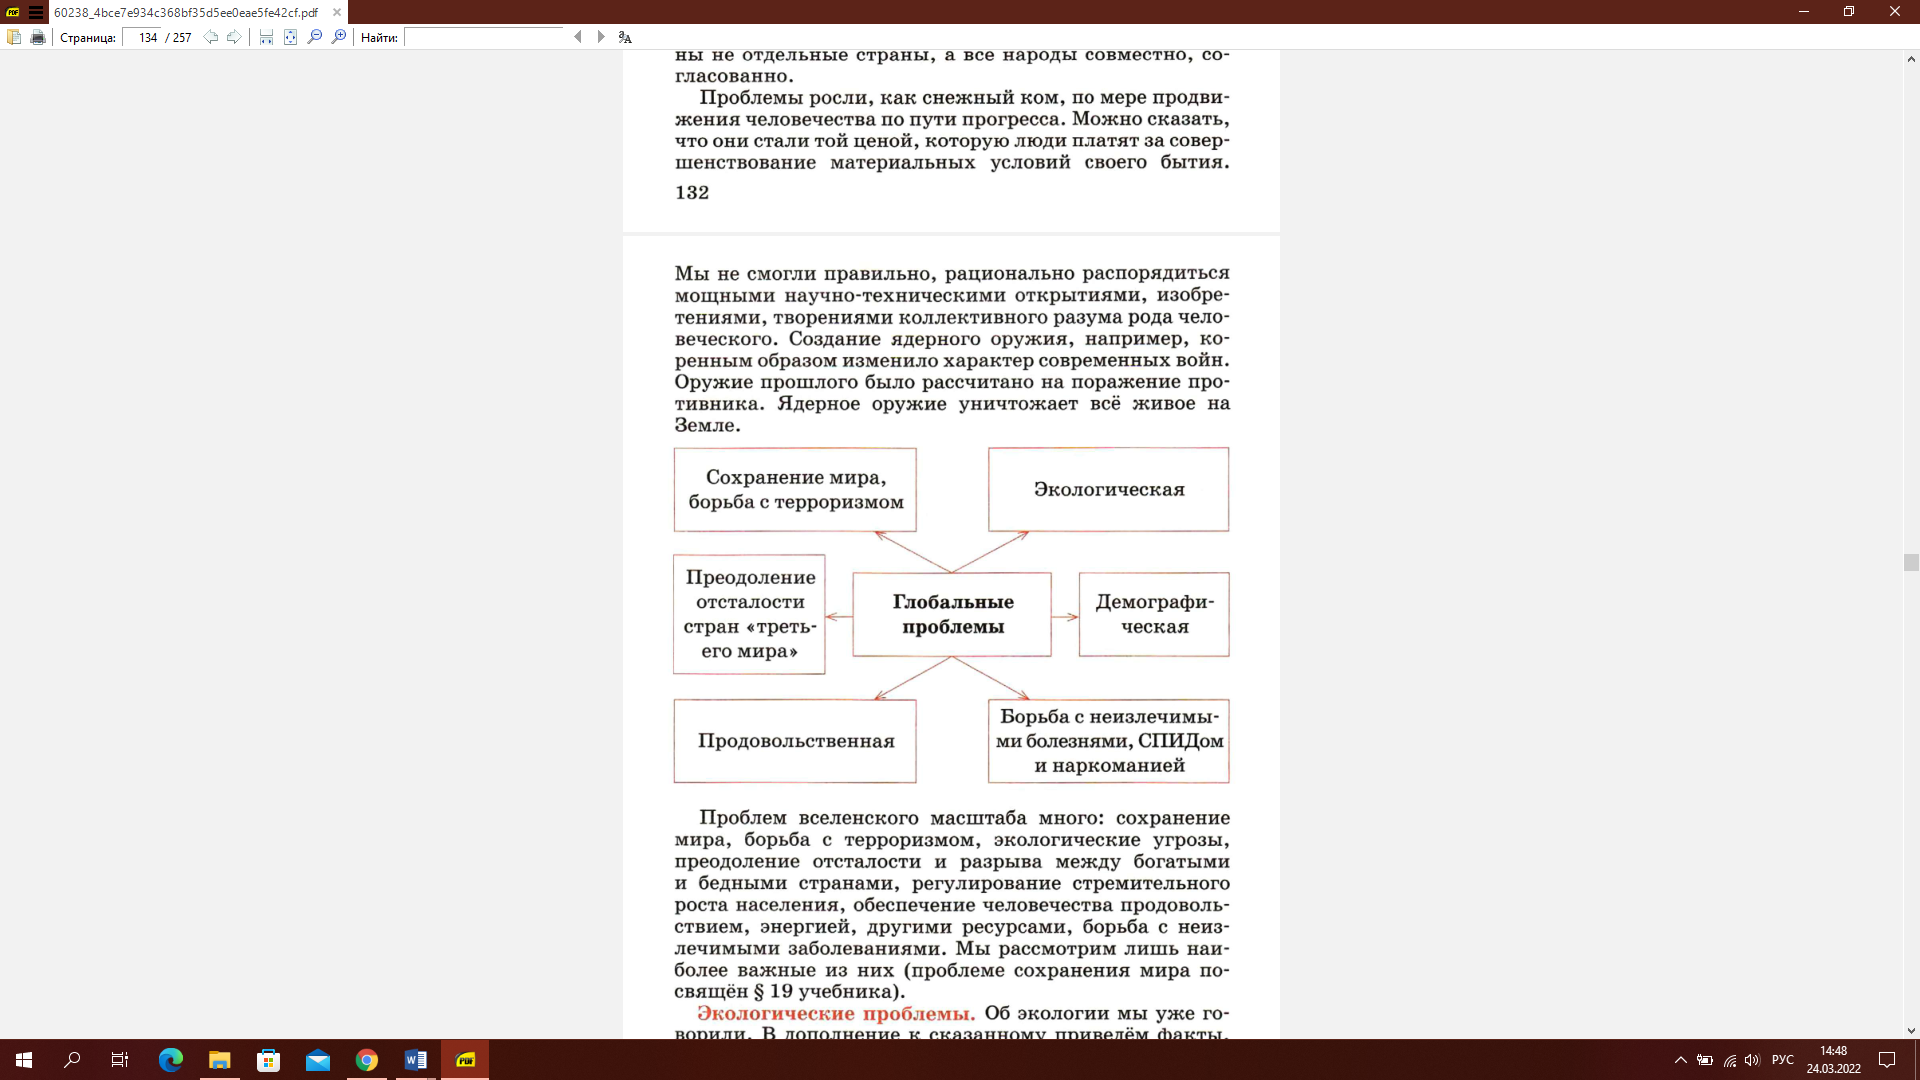 60238_4bce7e934c368bf35d5ee0eae5fe42cf.pdf
Страница: 134 / 257 Найти:
ны не отдельные страны, а все народы совместно, со-
гласованно.
Проблемы росли, как снежный ком, по мере продви-
жения человечества по пути прогресса. Можно сказать,
что они стали той ценой, которую люди платят за совер-
шенствование материальных условий своего бытия.
132
Мы не смогли правильно, рационально распорядиться
мощными научно-техническими открытиями, изобре-
тениями, творениями коллективного разума рода чело-
веческого. Создание ядерного оружия, например, ко-
ренным образом изменило характер современных войн.
Оружие прошлого было рассчитано на поражение про-
тивника. Ядерное оружие уничтожает всё живое на
Земле.
Сохранение мира,
борьба с терроризмом
Экологическая
Преодоление
отсталости
стран «треть-
его мира»
Глобальные
проблемы
Демографи-
ческая
Продовольственная
Борьба с неизлечимы-
ми болезнями, СПИДом
и наркоманией
Проблем вселенского масштаба много: сохранение
мира, борьба с терроризмом, экологические угрозы,
преодоление отсталости и разрыва между богатыми
и бедными странами, регулирование стремительного
роста населения, обеспечение человечества продоволь-
ствием, энергией, другими ресурсами, борьба с неиз-
лечимыми заболеваниями. Мы рассмотрим лишь наи-
более важные из них (проблеме сохранения мира по-
свящён § 19 учебника).
Экологические проблемы. Об экологии мы уже го-
ворили. В дополнение к сказанному приведём факты,
РУС
14:48
24.03.2022